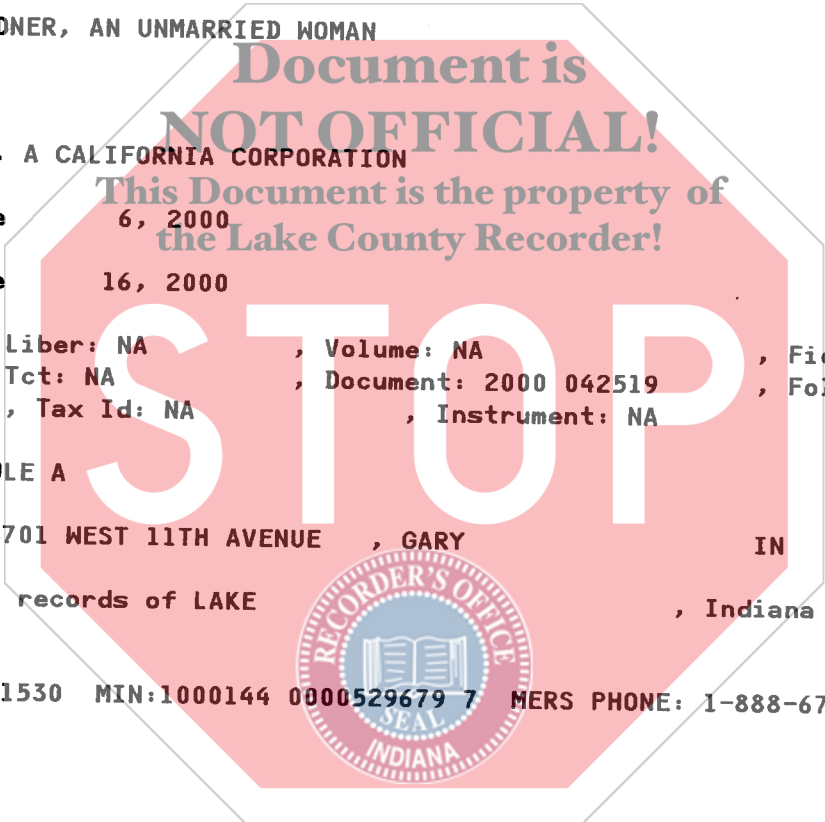 ONER, AN UNMARRIED WOMAN
Document is
NOT OFFICIAL!
. A CALIFORNIA CORPORATION
This Document is the property of
e 6, 2000
the Lake County Recorder!
e 16, 2000
STOP
Liber: NA , Volume: NA , Fic
Tct: NA , Document: 2000 042519 , Fol
, Tax Id: NA , Instrument: NA
LE A
701 WEST 11TH AVENUE , GARY IN
records of LAKE , Indiana
RECORDER'S OFFICE
1530 MIN:1000144 0000529679 7 MERS PHONE: 1-888-67
SEAL
INDIANA